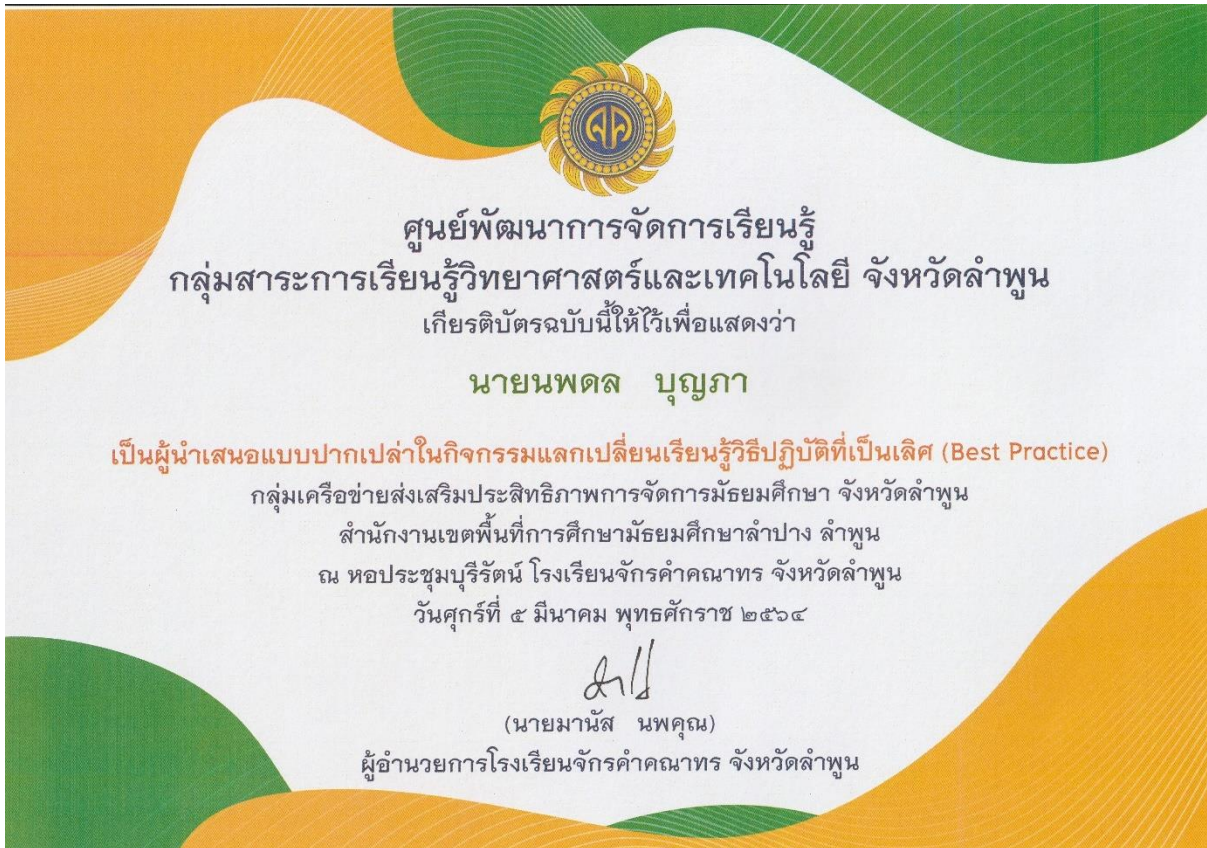 ศูนย์พัฒนาการจัดการเรียนรู้
กลุ่มสาระการเรียนรู้วิทยาศาสตร์และเทคโนโลยี จังหวัดลำพูน
เกียรติบัตรฉบับนี้ให้ไว้เพื่อแสดงว่า
นายนพดล บุญภา
เป็นผู้นำเสนอแบบปากเปล่าในกิจกรรมแลกเปลี่ยนเรียนรู้วิธีปฏิบัติที่เป็นเลิศ (Best Practice)
กลุ่มเครือข่ายส่งเสริมประสิทธิภาพการจัดการมัธยมศึกษา จังหวัดลำพูน
สำนักงานเขตพื้นที่การศึกษามัธยมศึกษาลำปาง ลำพูน
ณ หอประชุมบุรีรัตน์ โรงเรียนจักรคำคณาทร จังหวัดลำพูน
วันศุกร์ที่ ๕ มีนาคม พุทธศักราช ๒๕๖๔
(นายมานัส นพคุณ)
ผู้อำนวยการโรงเรียนจักรคำคณาทร จังหวัดลำพูน